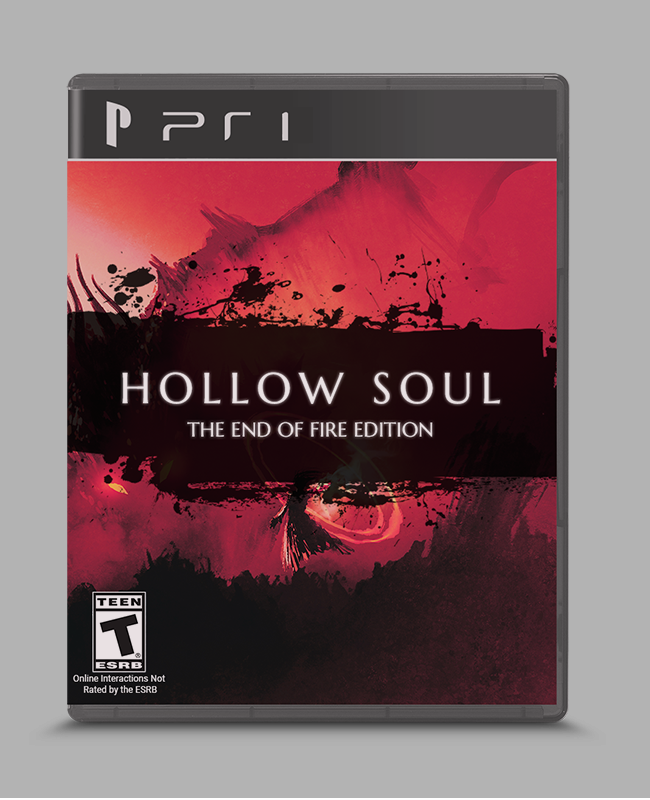 PRI
HOLLOW SOUL
THE END OF FIRE EDITION
TEEN
T
®
ESRB
Online Interactions Not
Rated by the ESRB